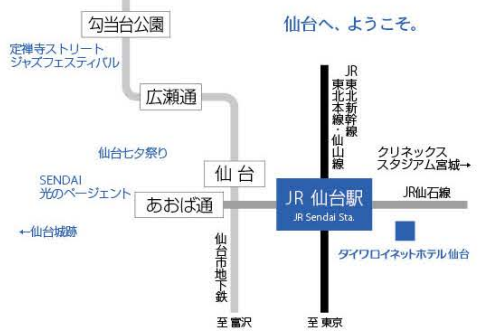 勾当台公園
仙台へ、ようこそ。
定禅寺ストリート
ジャズフェスティバル
広瀬通
JR
東北新幹線
東北本線・仙山線
仙台七夕祭り
仙台
クリネックス
スタジアム宮城→
SENDAI
光のページェント
あおば通
JR 仙台駅
JR Sendai Sta.
JR仙石線
←仙台城跡
仙台市地下鉄
ダイワロイネットホテル仙台
至 富沢
至 東京